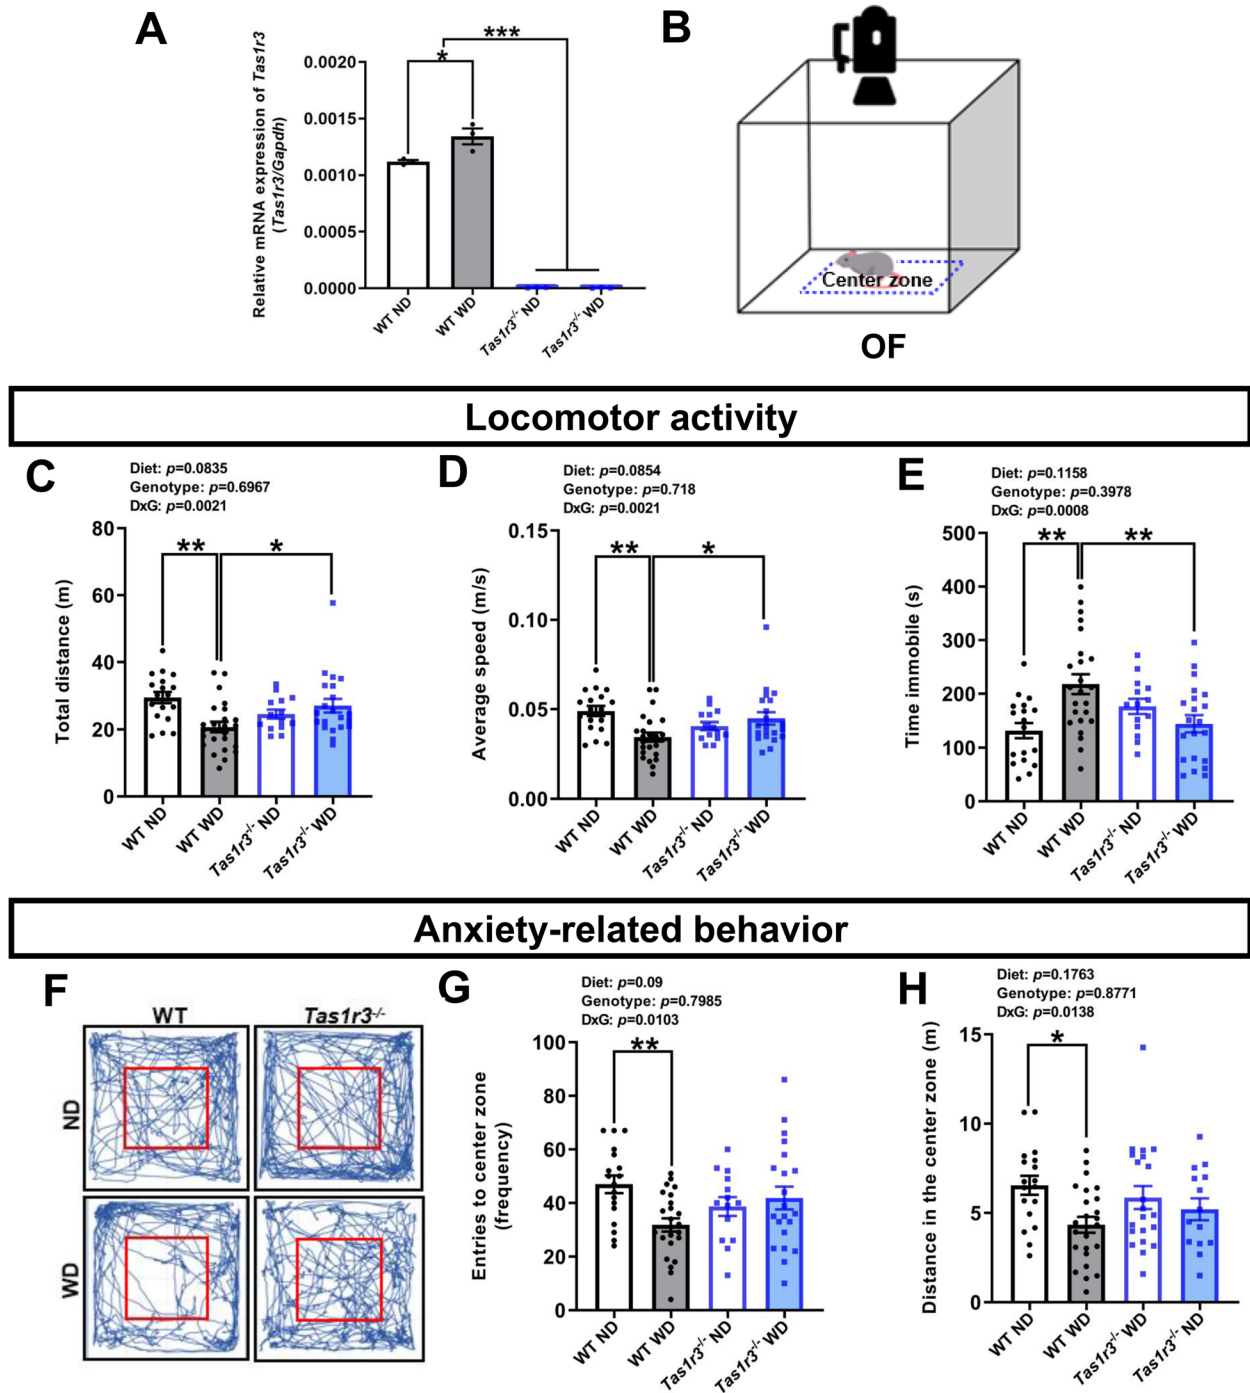 A
Relative mRNA expression of Tas1r3
(Tas1r3/Gapdh)
0.0020
0.0015
0.0010
0.0005
0.0000
*
***
WT ND
WT WD
Tas1r3-/- ND
Tas1r3-/- WD
B
Center zone
OF
Locomotor activity
C
Diet: p=0.0835
Genotype: p=0.6967
DxG: p=0.0021
Total distance (m)
80
60
40
20
0
**
*
WT ND
WT WD
Tas1r3-/- ND
Tas1r3-/- WD
D
Diet: p=0.0854
Genotype: p=0.718
DxG: p=0.0021
Average speed (m/s)
0.15
0.10
0.05
0.00
**
*
WT ND
WT WD
Tas1r3-/- ND
Tas1r3-/- WD
E
Diet: p=0.1158
Genotype: p=0.3978
DxG: p=0.0008
Time immobile (s)
500
400
300
200
100
0
**
**
WT ND
WT WD
Tas1r3-/- ND
Tas1r3-/- WD
Anxiety-related behavior
F
WT
Tas1r3-/-
ND
WD
G
Diet: p=0.09
Genotype: p=0.7985
DxG: p=0.0103
Entries to center zone
(frequency)
100
80
60
40
20
0
**
WT ND
WT WD
Tas1r3-/- ND
Tas1r3-/- WD
H
Diet: p=0.1763
Genotype: p=0.8771
DxG: p=0.0138
Distance in the center zone (m)
15
10
5
0
*
WT ND
WT WD
Tas1r3-/- WD
Tas1r3-/- ND